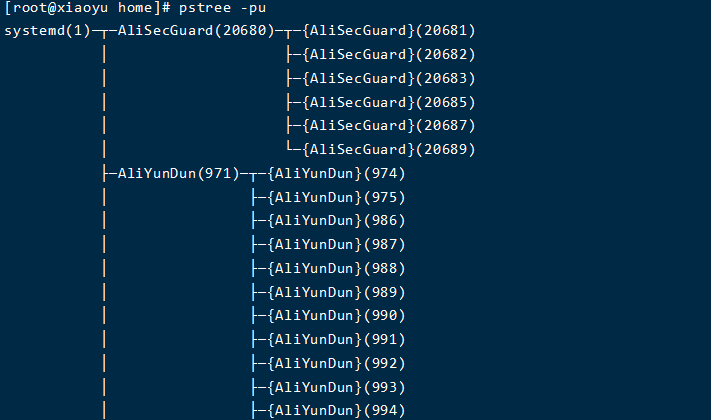 [root@xiaoyu home]# pstree -pu
systemd(1)─┬─AliSecGuard(20680)─┬─{AliSecGuard}(20681)
           │                    ├─{AliSecGuard}(20682)
           │                    ├─{AliSecGuard}(20683)
           │                    ├─{AliSecGuard}(20685)
           │                    ├─{AliSecGuard}(20687)
           │                    └─{AliSecGuard}(20689)
           ├─AliYunDun(971)─┬─{AliYunDun}(974)
           │                ├─{AliYunDun}(975)
           │                ├─{AliYunDun}(986)
           │                ├─{AliYunDun}(987)
           │                ├─{AliYunDun}(988)
           │                ├─{AliYunDun}(989)
           │                ├─{AliYunDun}(990)
           │                ├─{AliYunDun}(991)
           │                ├─{AliYunDun}(992)
           │                ├─{AliYunDun}(993)
           │                ├─{AliYunDun}(994)